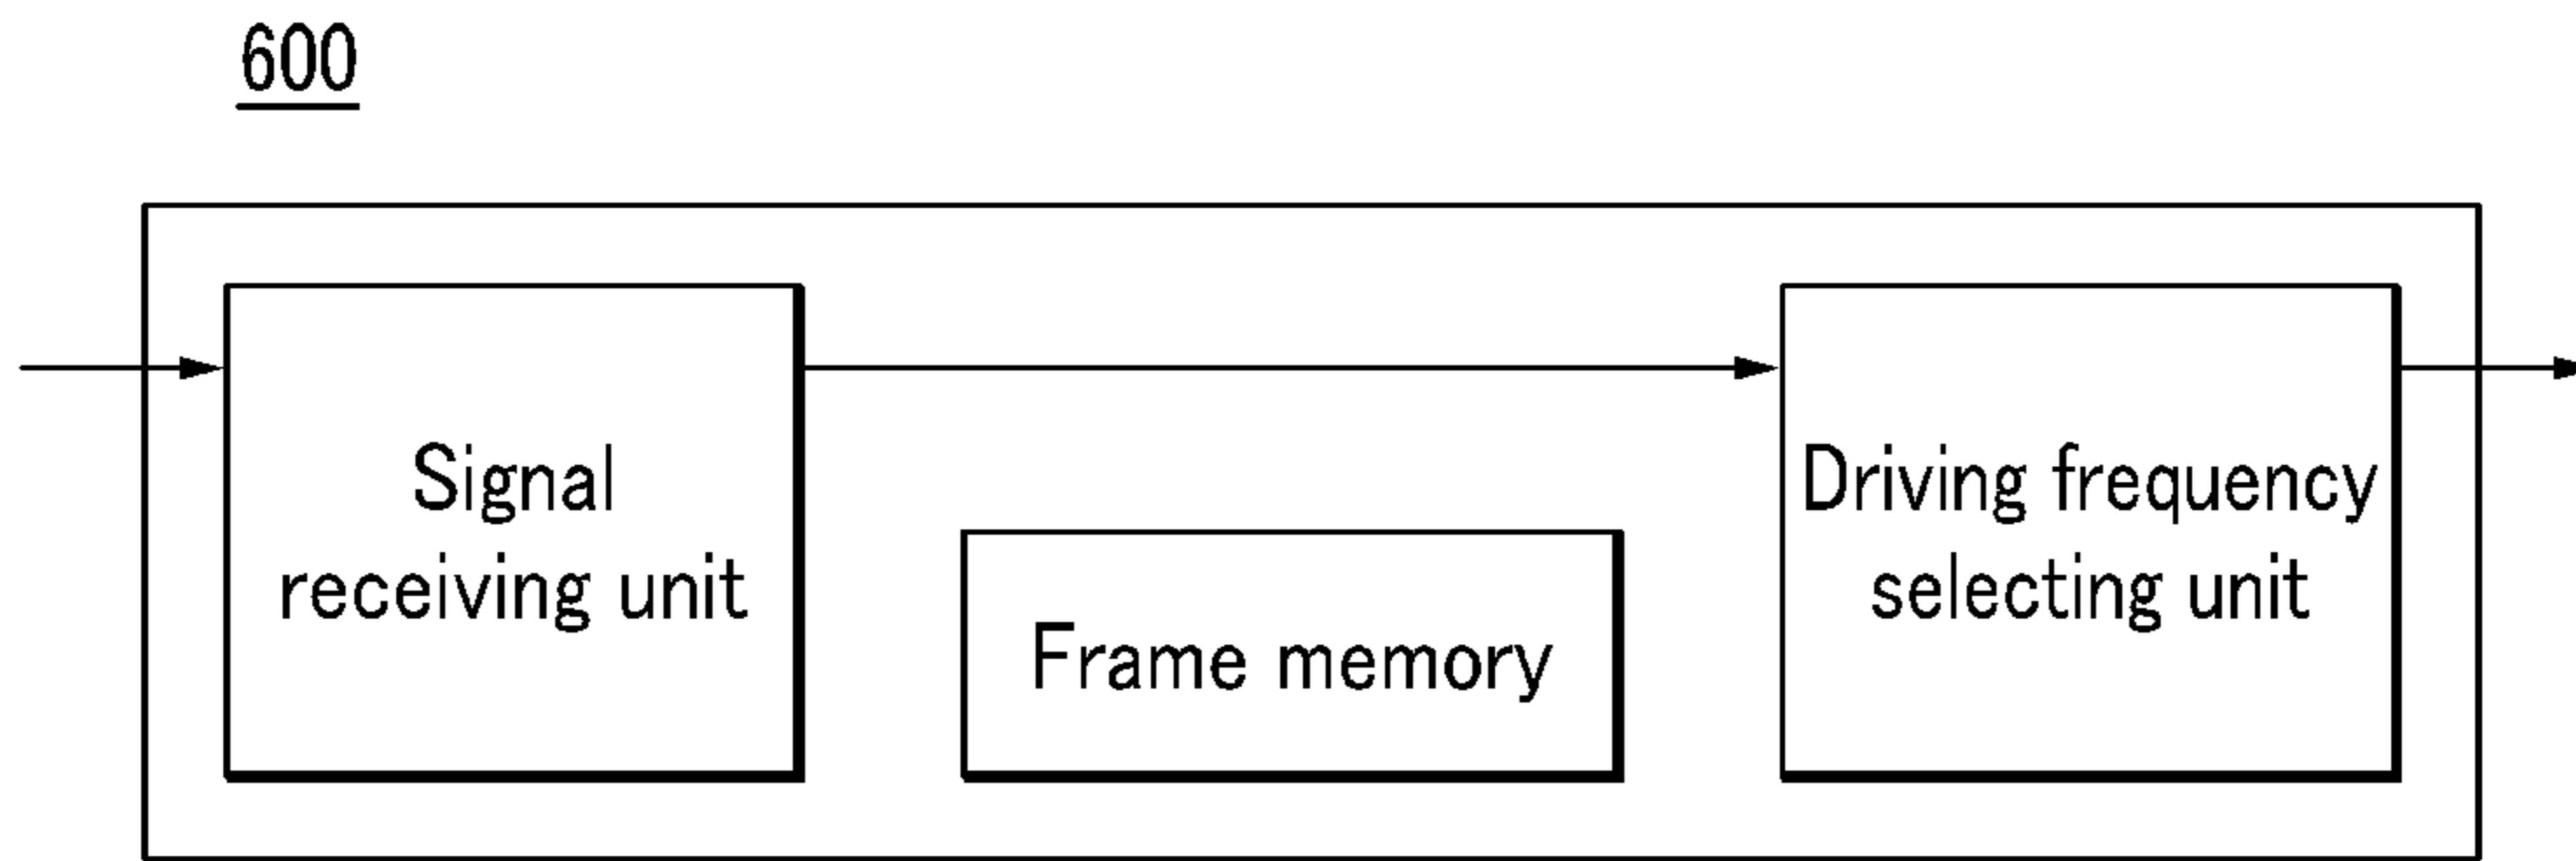 600
Signal
receiving unit
Frame memory
Driving frequency
selecting unit